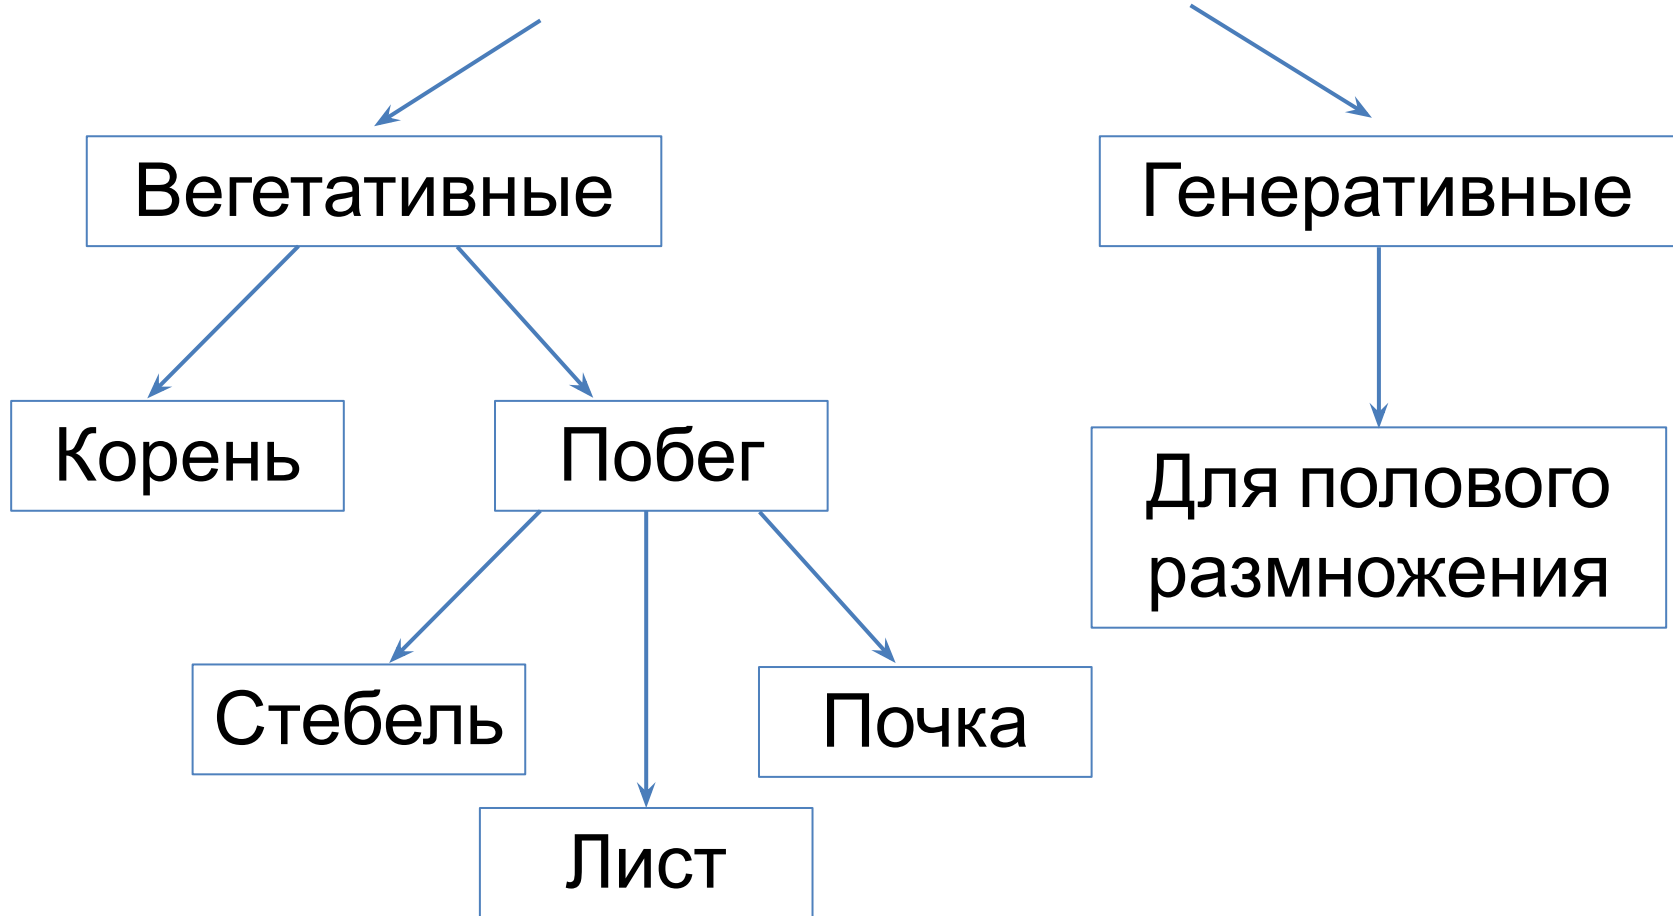 Вегетативные
Генеративные
Корень
Побег
Для полового
размножения
Стебель
Почка
Лист